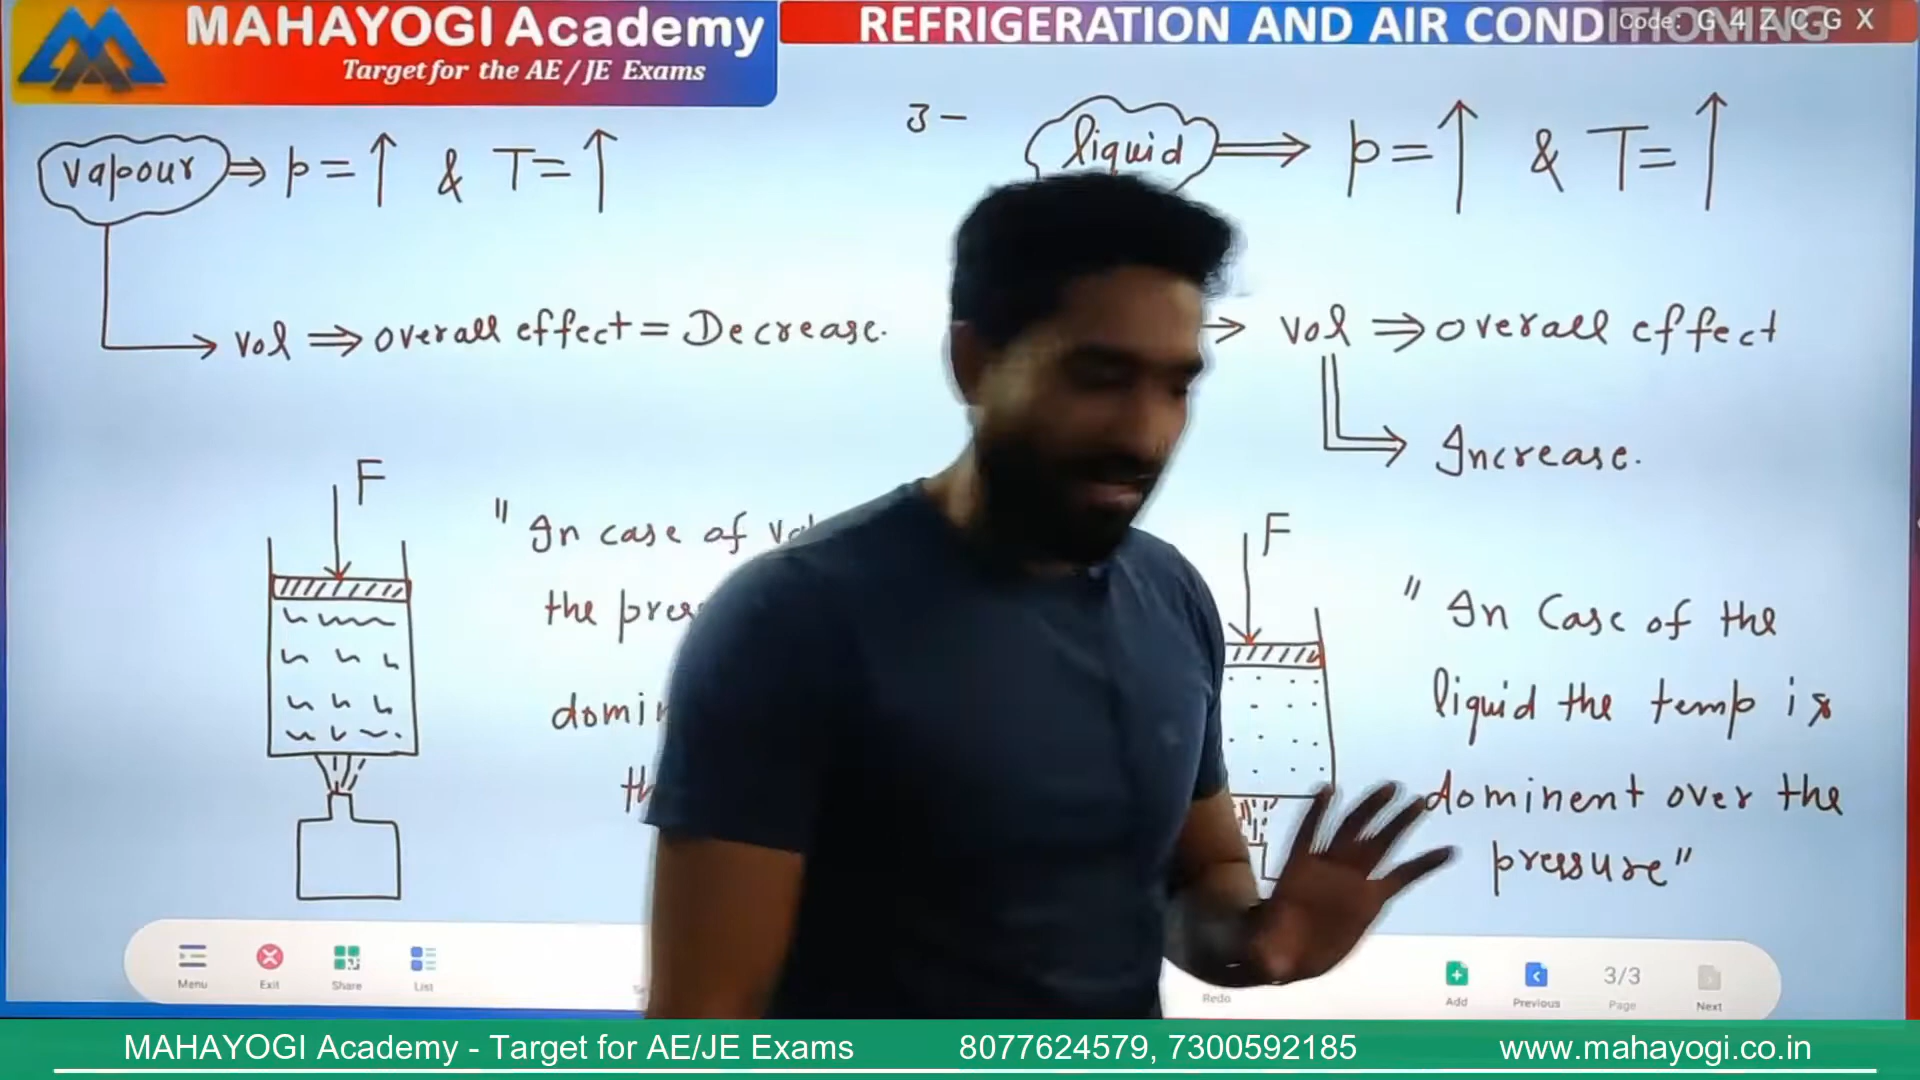 MAHAYOGI Academy
Target for the AE/JE Exams
REFRIGERATION AND AIR CONDITIONING
Code: G 4 Z C G X
Vapour ⇒ p = ↑ & T = ↑
vol ⇒ overall effect = Decrease.
F
" In case of
the
3 -
liquid ⇒ p = ↑ & T = ↑
→ vol ⇒ overall effect
Increase.
F
" In Case of the
liquid the temp is
dominent over the
pressure"
Menu
Exit
Share
List
Redo
Add
Previous
3/3
Page
Next
MAHAYOGI Academy - Target for AE/JE Exams
8077624579, 7300592185
www.mahayogi.co.in